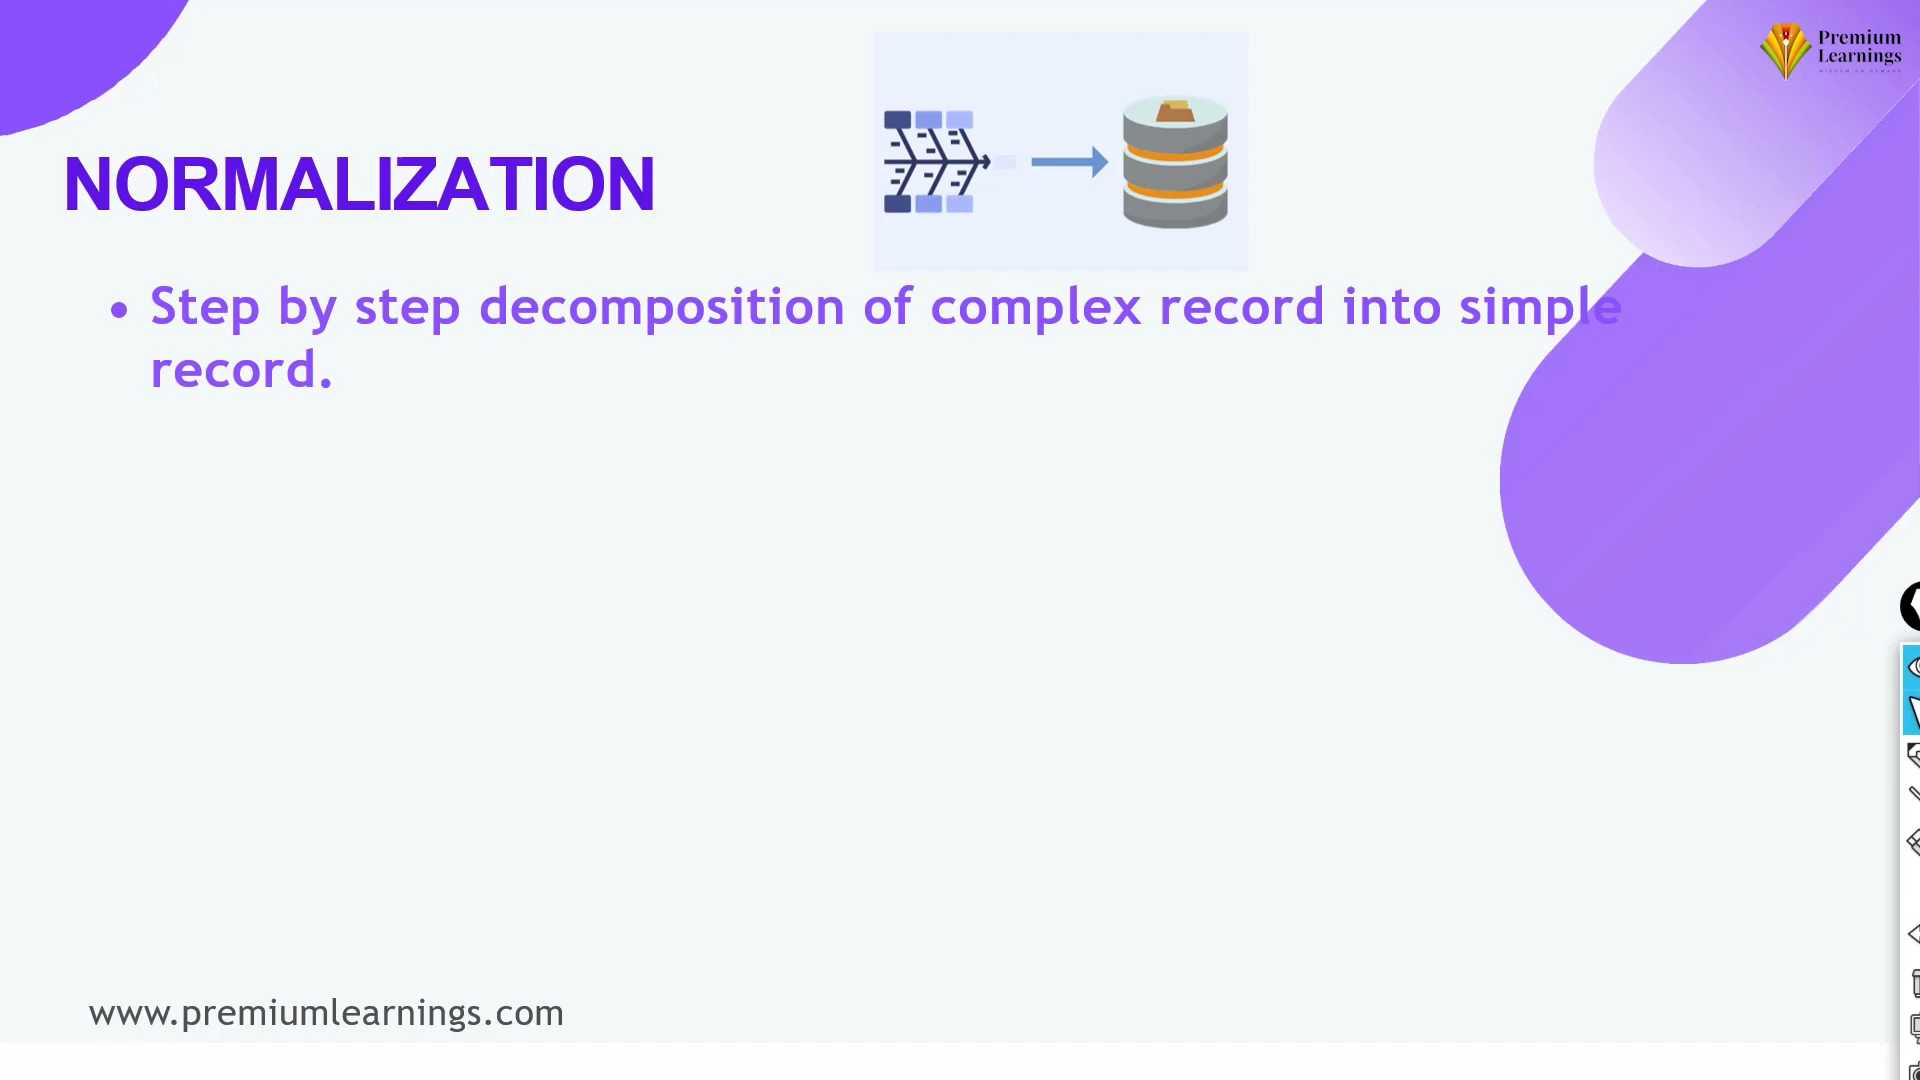 Premium
Learnings
NORMALIZATION
• Step by step decomposition of complex record into simple
record.
www.premiumlearnings.com